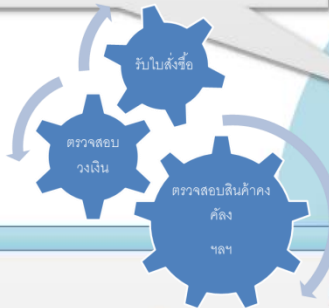 รับใบสั่งซื้อ
ตรวจสอบ
วงเงิน
ตรวจสอบสินค้าคง
คัลง
ฯลฯ